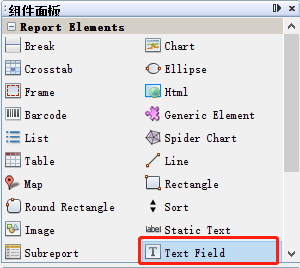 组件面板
Report Elements
Break Chart
Crosstab Ellipse
Frame Html
Barcode Generic Element
List Spider Chart
Table Line
Map Rectangle
Round Rectangle Sort
Image label Static Text
Subreport T Text Field